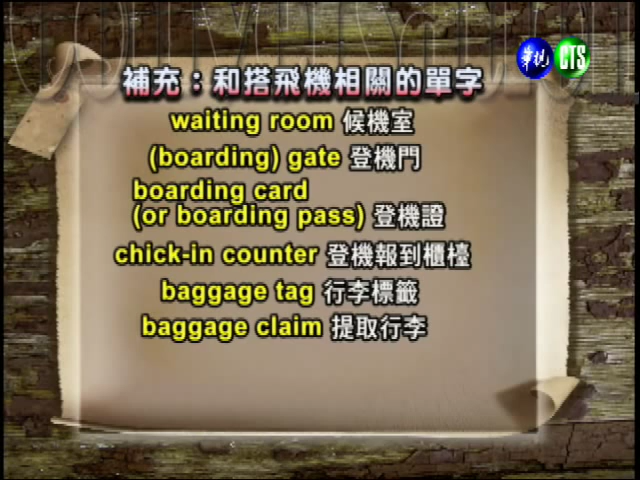 華視 CTS
補充：和搭飛機相關的單字
waiting room 候機室
(boarding) gate 登機門
boarding card
(or boarding pass) 登機證
chick-in counter 登機報到櫃檯
baggage tag 行李標籤
baggage claim 提取行李